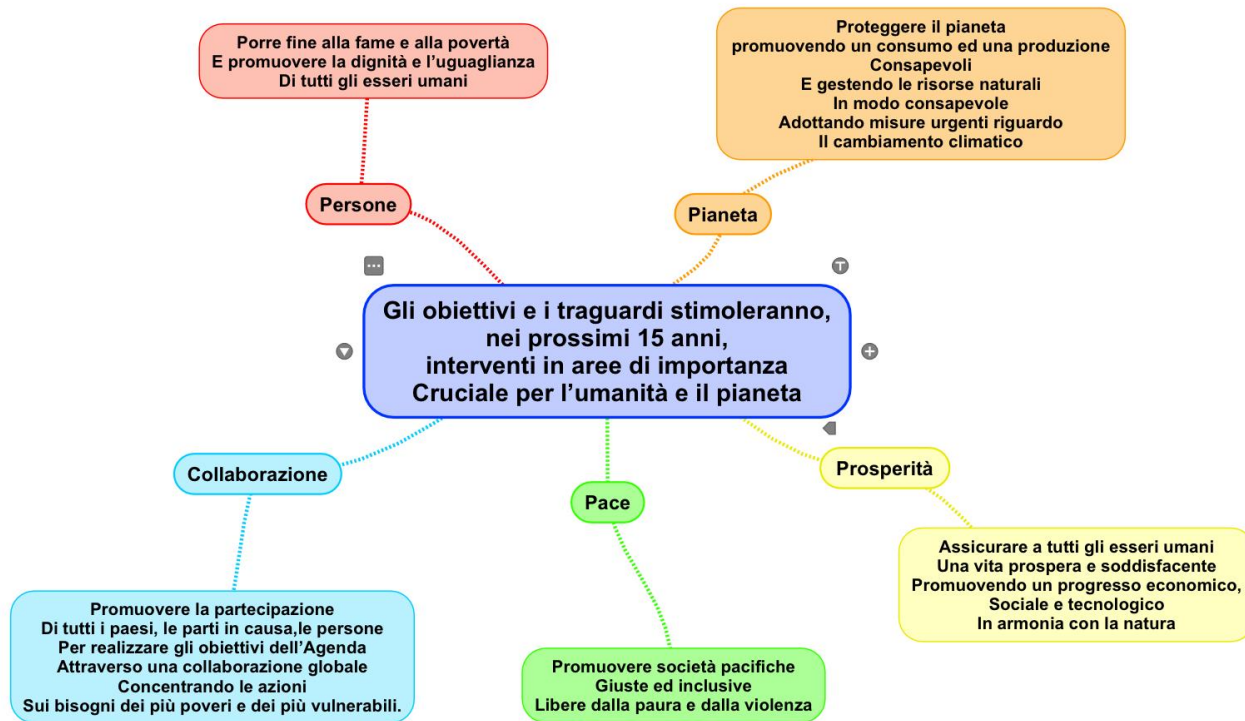 Porre fine alla fame e alla povertà
E promuovere la dignità e l'uguaglianza
Di tutti gli esseri umani
Proteggere il pianeta
promuovendo un consumo ed una produzione
Consapevoli
E gestendo le risorse naturali
In modo consapevole
Adottando misure urgenti riguardo
Il cambiamento climatico
Persone
Pianeta
Gli obiettivi e i traguardi stimoleranno,
nei prossimi 15 anni,
interventi in aree di importanza
Cruciale per l'umanità e il pianeta
Collaborazione
Pace
Prosperità
Promuovere la partecipazione
Di tutti i paesi, le parti in causa,le persone
Per realizzare gli obiettivi dell'Agenda
Attraverso una collaborazione globale
Concentrando le azioni
Sui bisogni dei più poveri e dei più vulnerabili.
Promuovere società pacifiche
Giuste ed inclusive
Libere dalla paura e dalla violenza
Assicurare a tutti gli esseri umani
Una vita prospera e soddisfacente
Promuovendo un progresso economico,
Sociale e tecnologico
In armonia con la natura